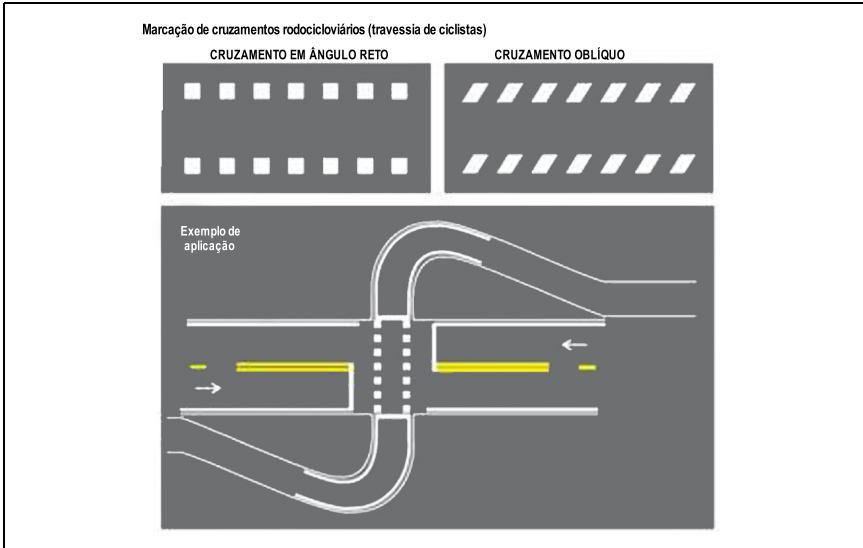 Marcação de cruzamentos rodocicloviários (travessia de ciclistas)
CRUZAMENTO EM ÂNGULO RETO
CRUZAMENTO OBLÍQUO
Exemplo de
aplicação